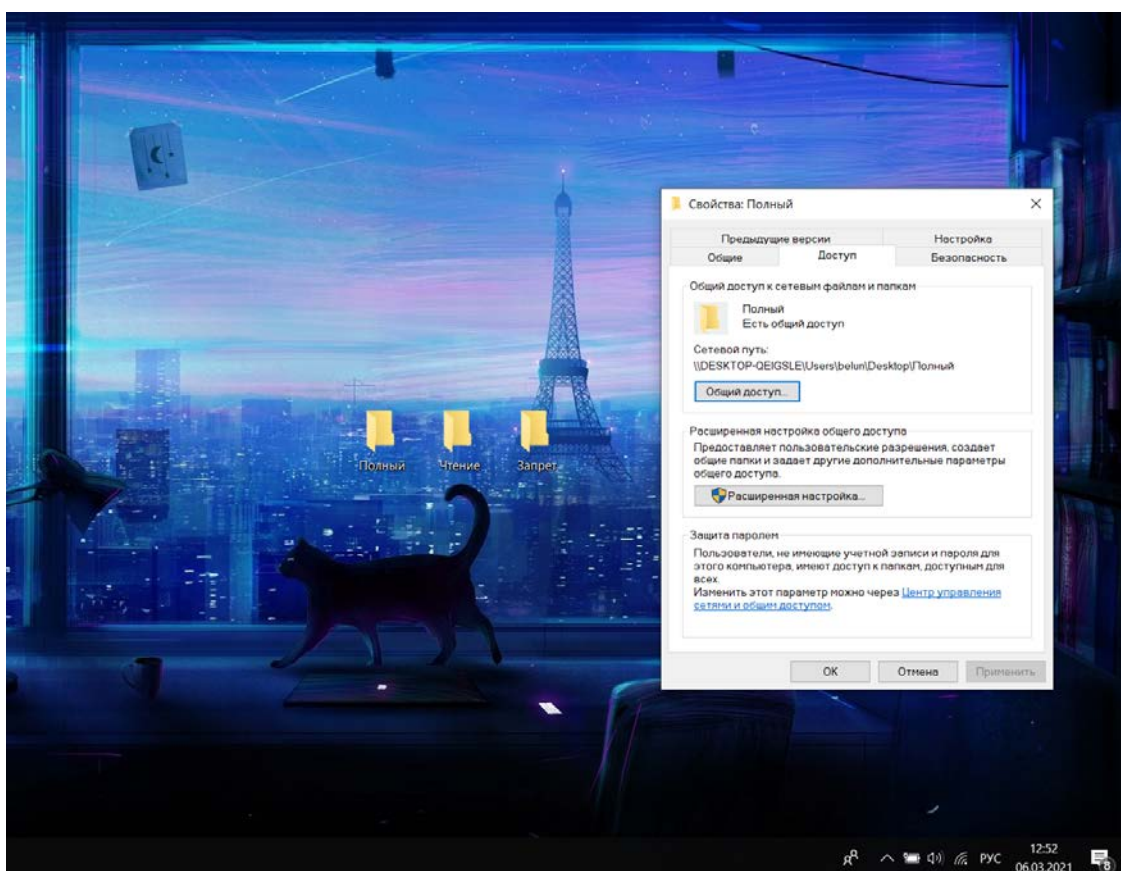 Свойства: Полный
Предыдущие версии Настройка
Общие Доступ Безопасность
Общий доступ к сетевым файлам и папкам
Полный
Есть общий доступ
Сетевой путь:
\\DESKTOP-QEIGSLE\Users\belun\Desktop\Полный
Общий доступ...
Расширенная настройка общего доступа
Предоставляет пользовательские разрешения, создает
общие папки и задает другие дополнительные параметры
общего доступа.
Расширенная настройка...
Защита паролем
Пользователи, не имеющие учетной записи и пароля для
этого компьютера, имеют доступ к папкам, доступным для
всех.
Изменить этот параметр можно через Центр управления
сетями и общим доступом.
ОК Отмена Применить
Полный Чтение Запрет
РУС 12:52
06.03.2021
8